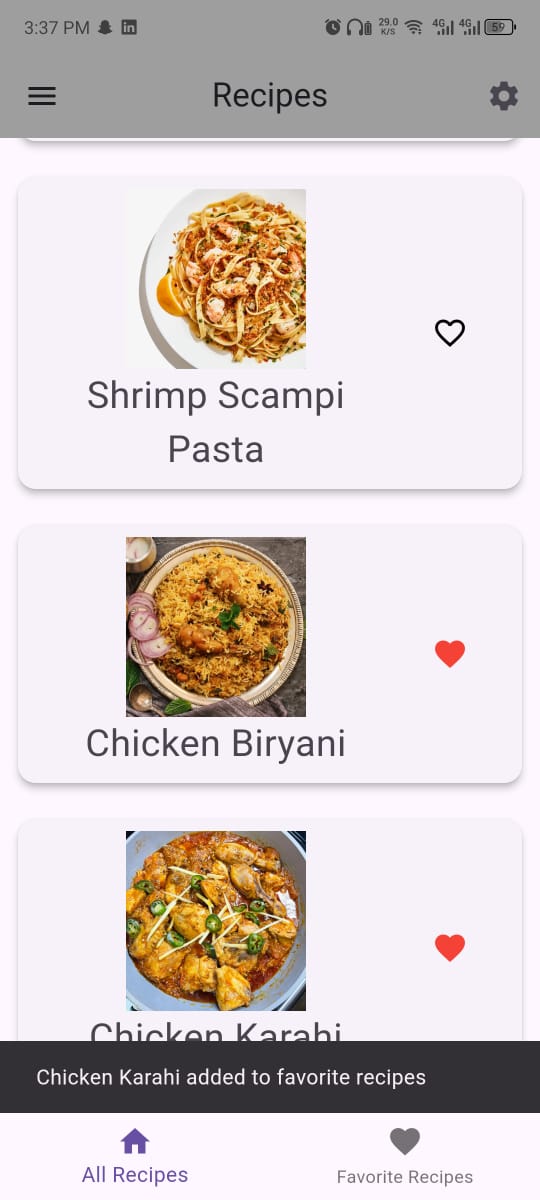 3:37 PM
29.0
K/S
4G
4G
59
Recipes
Shrimp Scampi
Pasta
Chicken Biryani
Chicken Karahi
Chicken Karahi added to favorite recipes
All Recipes
Favorite Recipes